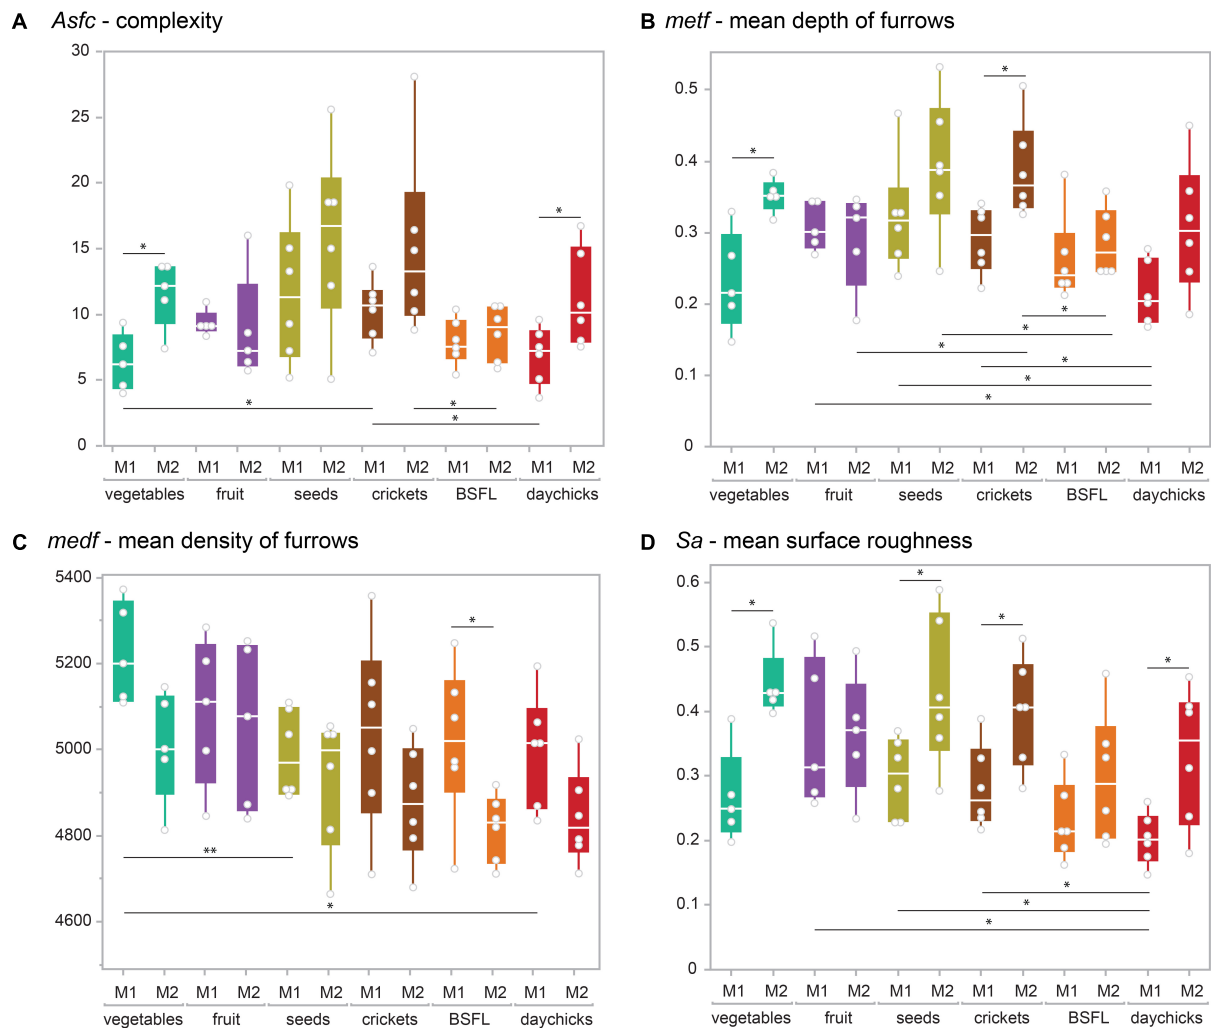 A Asfc - complexity
30
25
20
15
10
5
0
* * * * *
M1 M2 M1 M2 M1 M2 M1 M2 M1 M2 M1 M2
vegetables fruit seeds crickets BSFL daychicks
B metf - mean depth of furrows
0.5
0.4
0.3
0.2
0.1
0
* * * * * * * *
M1 M2 M1 M2 M1 M2 M1 M2 M1 M2 M1 M2
vegetables fruit seeds crickets BSFL daychicks
C medf - mean density of furrows
5400
5200
5000
4800
4600
* ** *
M1 M2 M1 M2 M1 M2 M1 M2 M1 M2 M1 M2
vegetables fruit seeds crickets BSFL daychicks
D Sa - mean surface roughness
0.6
0.5
0.4
0.3
0.2
0.1
0
* * * * * * *
M1 M2 M1 M2 M1 M2 M1 M2 M1 M2 M1 M2
vegetables fruit seeds crickets BSFL daychicks